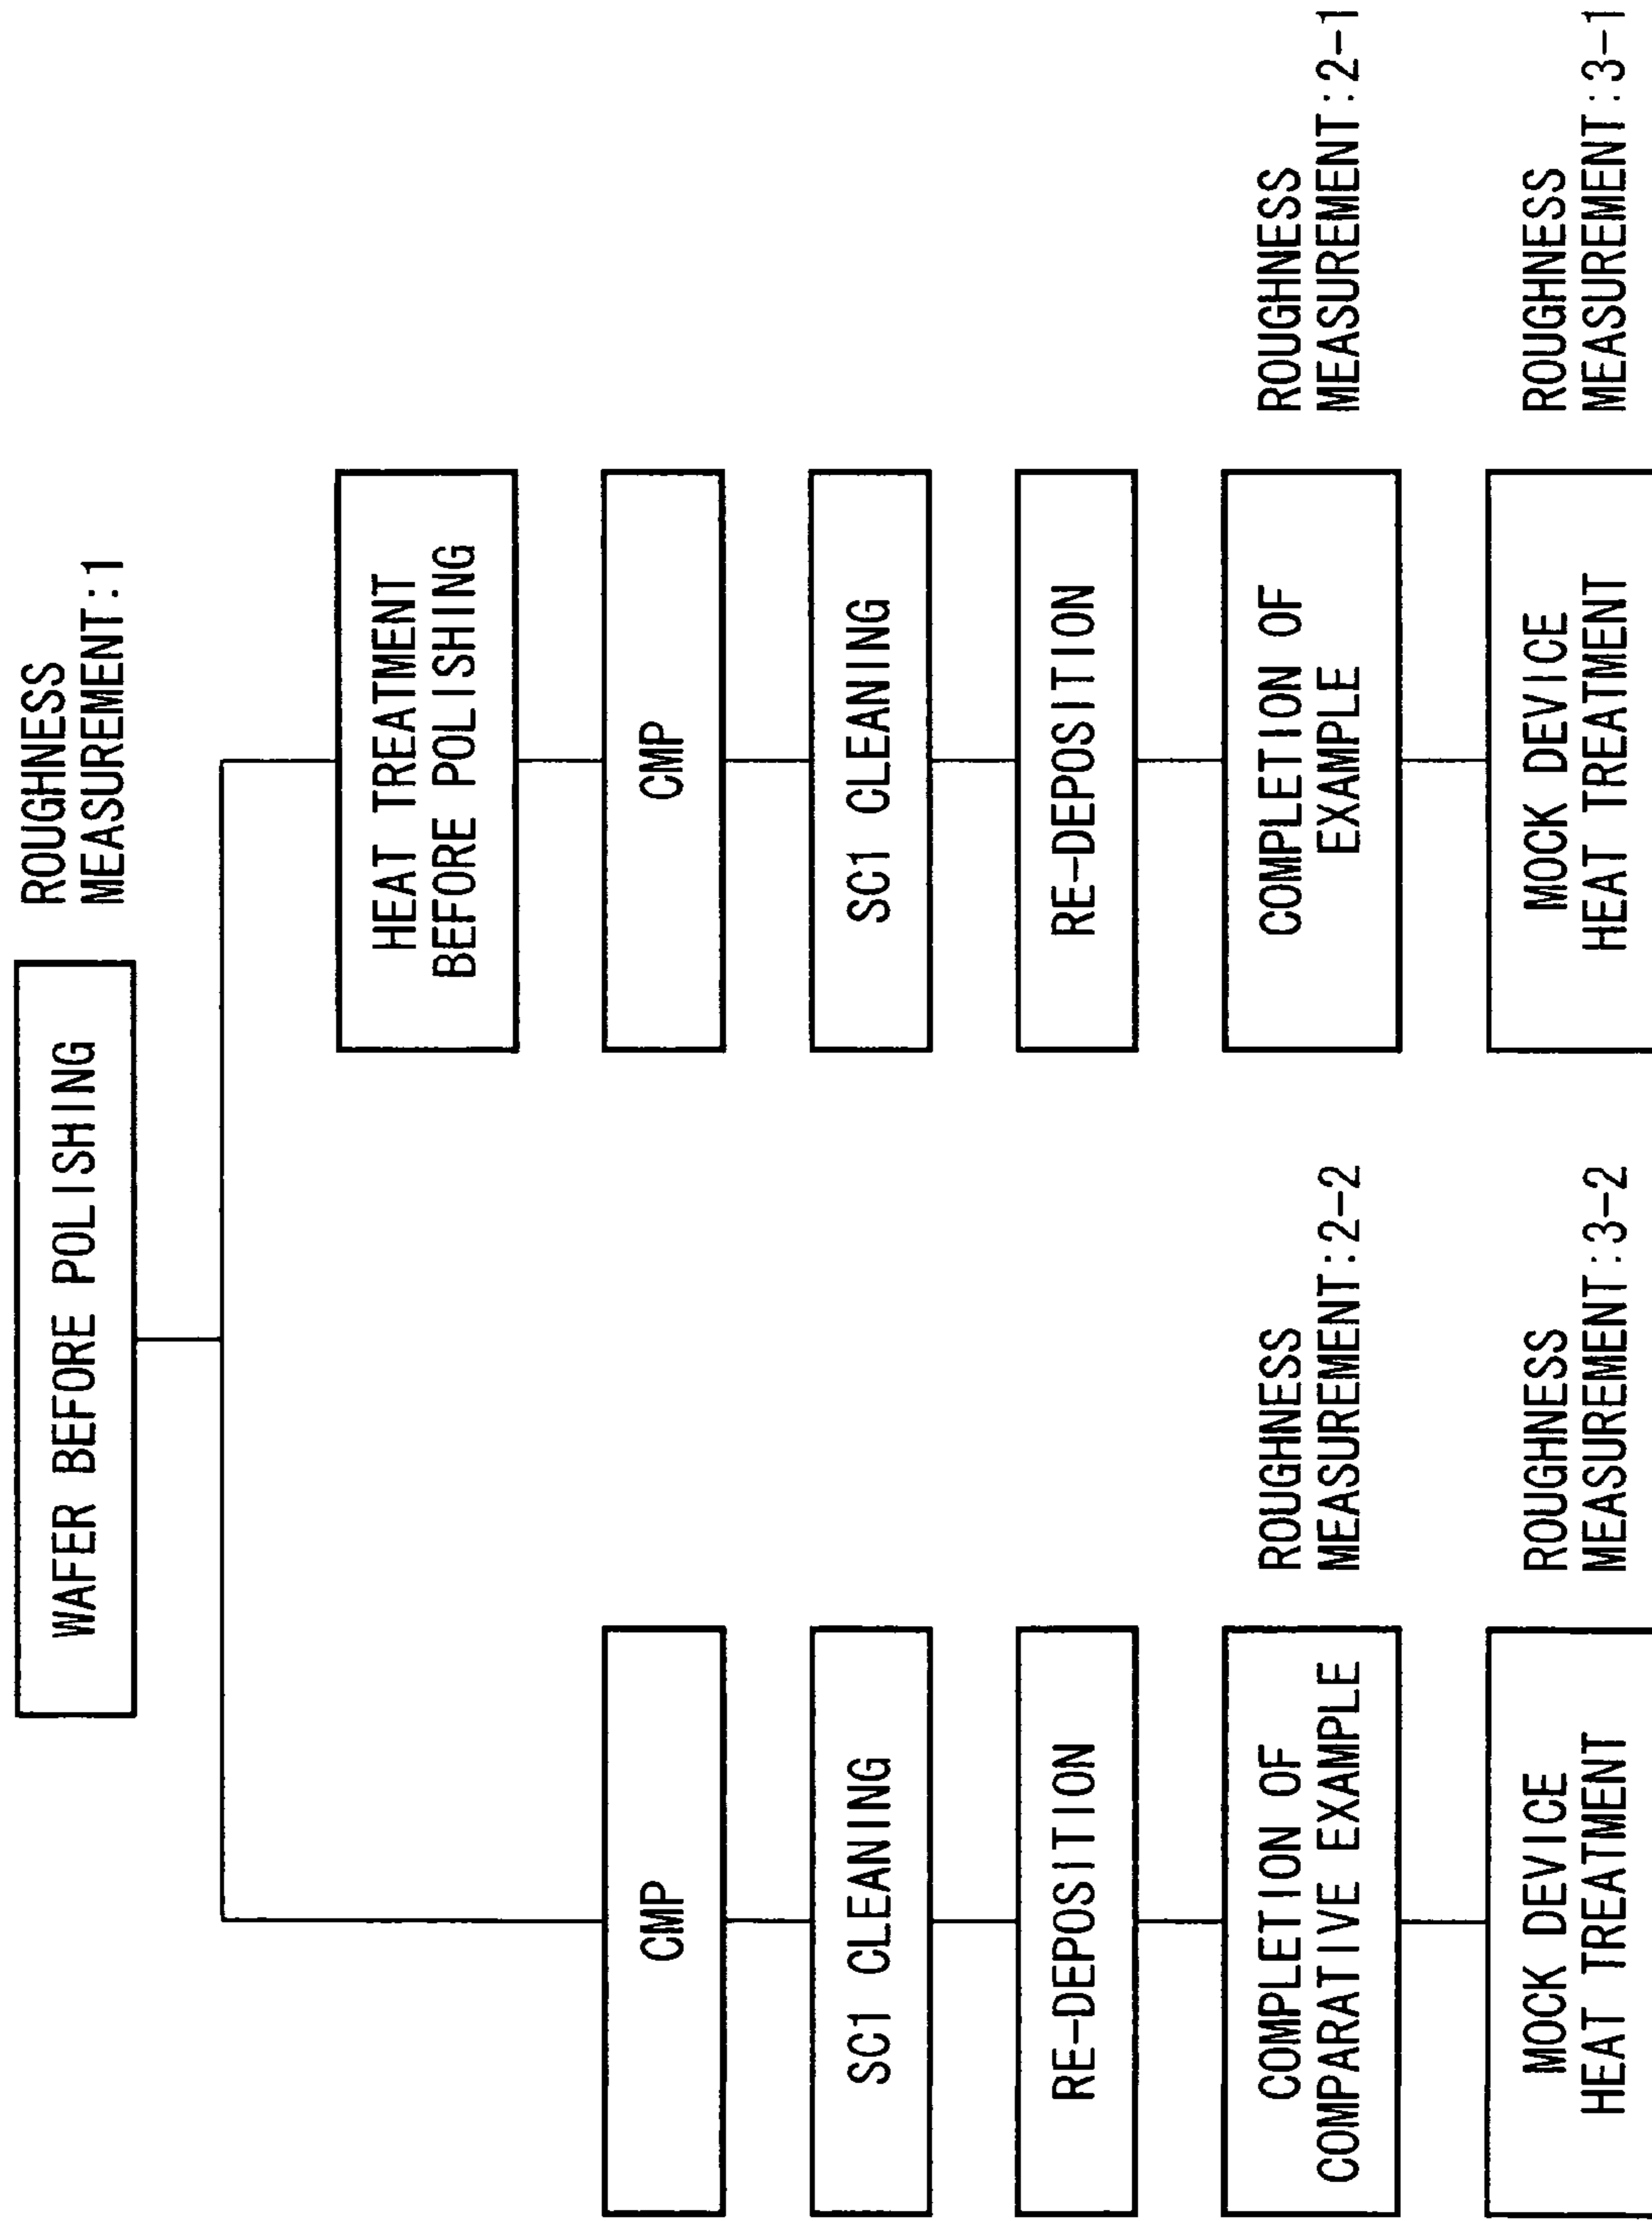 WAFER BEFORE POLISHING
ROUGHNESS
MEASUREMENT:1
HEAT TREATMENT
BEFORE POLISHING
CMP
CMP
SC1 CLEANING
SC1 CLEANING
RE-DEPOSITION
RE-DEPOSITION
COMPLETION OF
COMPARATIVE EXAMPLE
ROUGHNESS
MEASUREMENT:2-2
COMPLETION OF
EXAMPLE
ROUGHNESS
MEASUREMENT:2-1
MOCK DEVICE
HEAT TREATMENT
ROUGHNESS
MEASUREMENT:3-2
MOCK DEVICE
HEAT TREATMENT
ROUGHNESS
MEASUREMENT:3-1